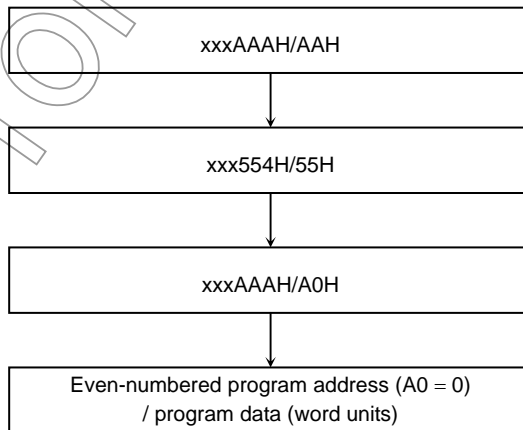 xxxAAAH/AAH
xxx554H/55H
xxxAAAH/A0H
Even-numbered program address (A0 = 0)
/ program data (word units)